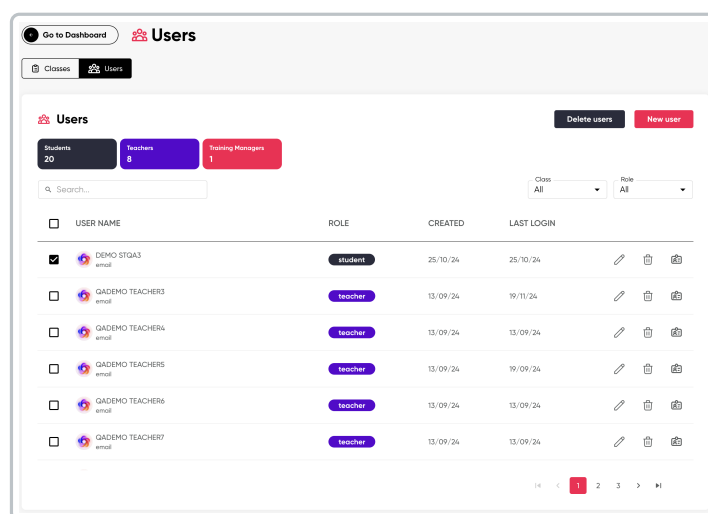 Go to Dashboard Users
Classes Users
Users Delete users New user
Students Teachers Training Managers
20 8 1
Search... Class All Role All
USER NAME ROLE CREATED LAST LOGIN
DEMO STQA3 student 25/10/24 25/10/24
email
QADEMO TEACHER3 teacher 13/09/24 19/11/24
email
QADEMO TEACHER4 teacher 13/09/24 13/09/24
email
QADEMO TEACHER5 teacher 13/09/24 19/09/24
email
QADEMO TEACHER6 teacher 13/09/24 13/09/24
email
QADEMO TEACHER7 teacher 13/09/24 13/09/24
email
1 2 3